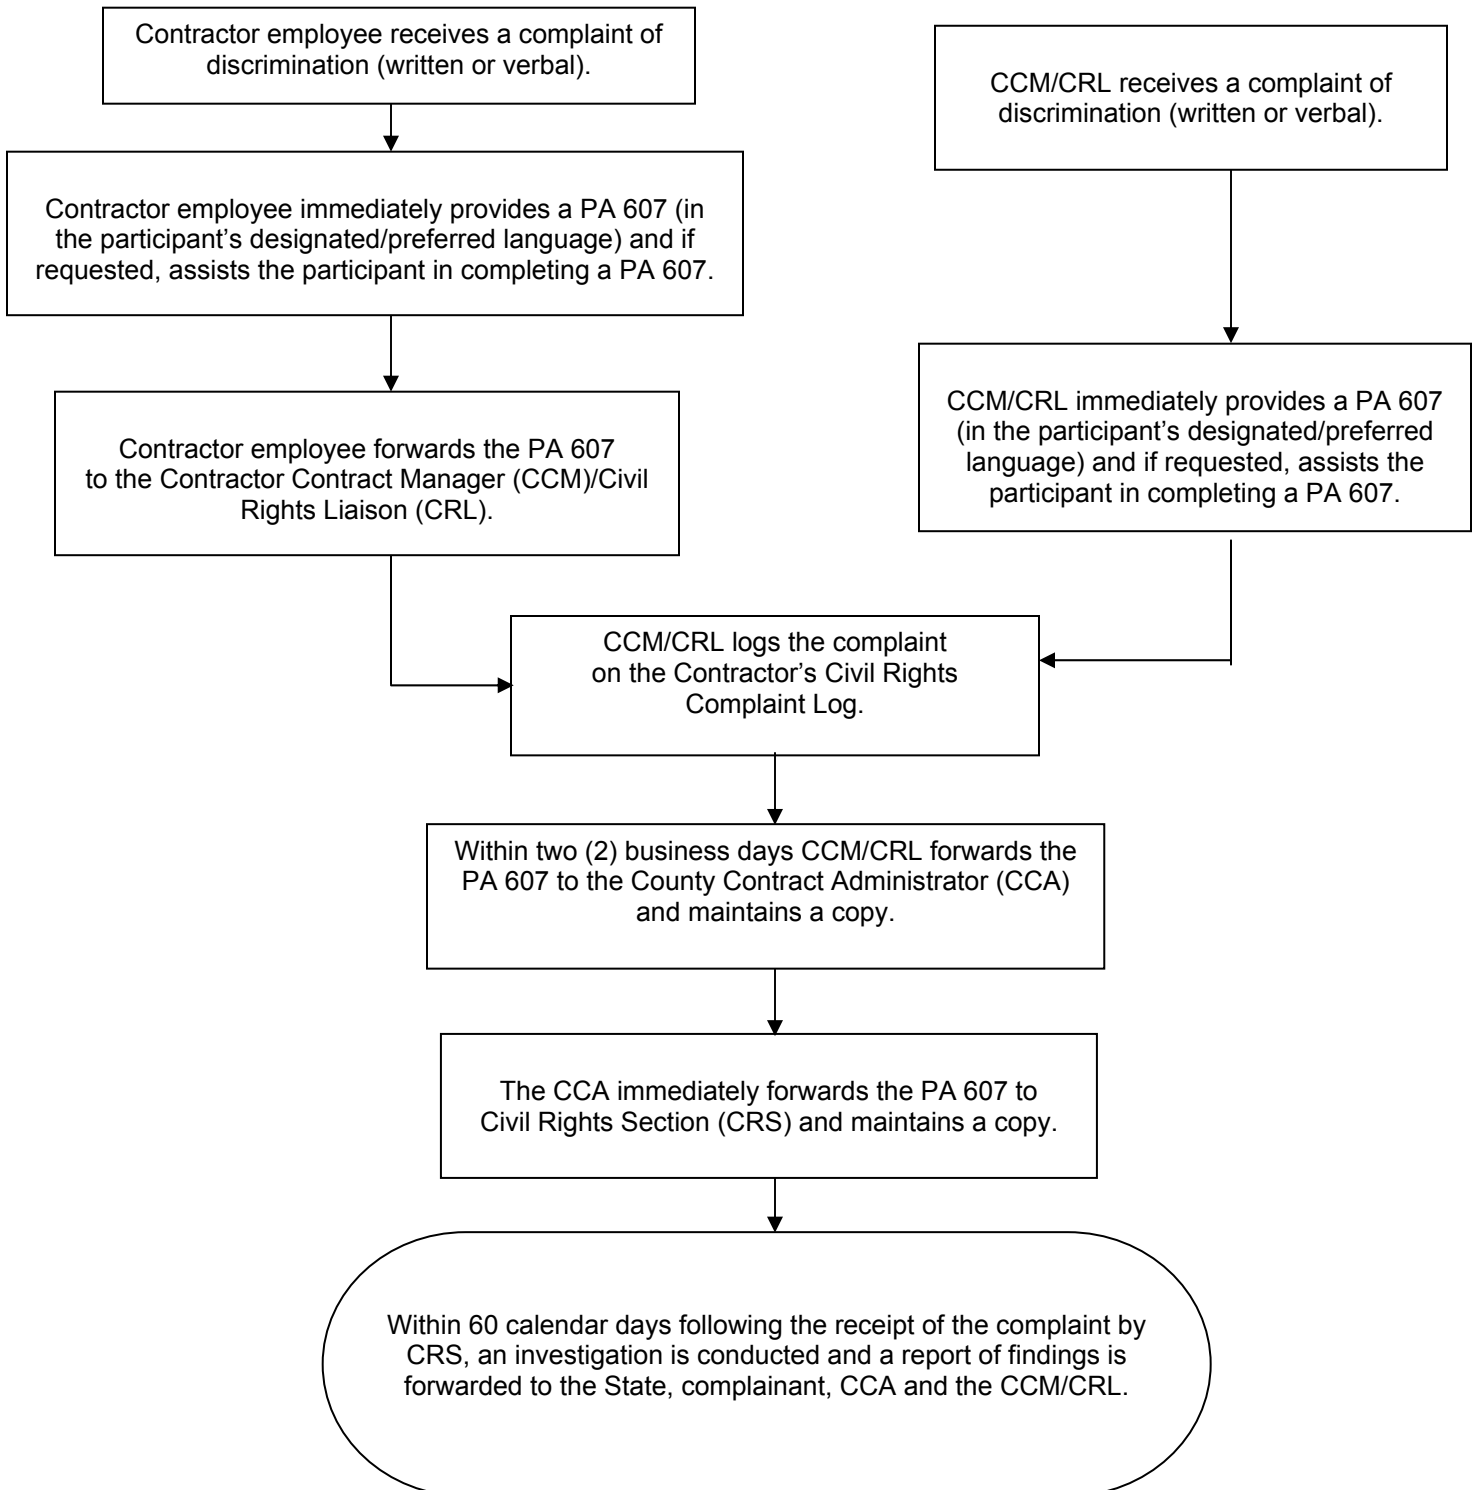 Contractor employee receives a complaint of
discrimination (written or verbal).
CCM/CRL receives a complaint of
discrimination (written or verbal).
Contractor employee immediately provides a PA 607 (in
the participant’s designated/preferred language) and if
requested, assists the participant in completing a PA 607.
CCM/CRL immediately provides a PA 607
(in the participant’s designated/preferred
language) and if requested, assists the
participant in completing a PA 607.
Contractor employee forwards the PA 607
to the Contractor Contract Manager (CCM)/Civil
Rights Liaison (CRL).
CCM/CRL logs the complaint
on the Contractor’s Civil Rights
Complaint Log.
Within two (2) business days CCM/CRL forwards the
PA 607 to the County Contract Administrator (CCA)
and maintains a copy.
The CCA immediately forwards the PA 607 to
Civil Rights Section (CRS) and maintains a copy.
Within 60 calendar days following the receipt of the complaint by
CRS, an investigation is conducted and a report of findings is
forwarded to the State, complainant, CCA and the CCM/CRL.